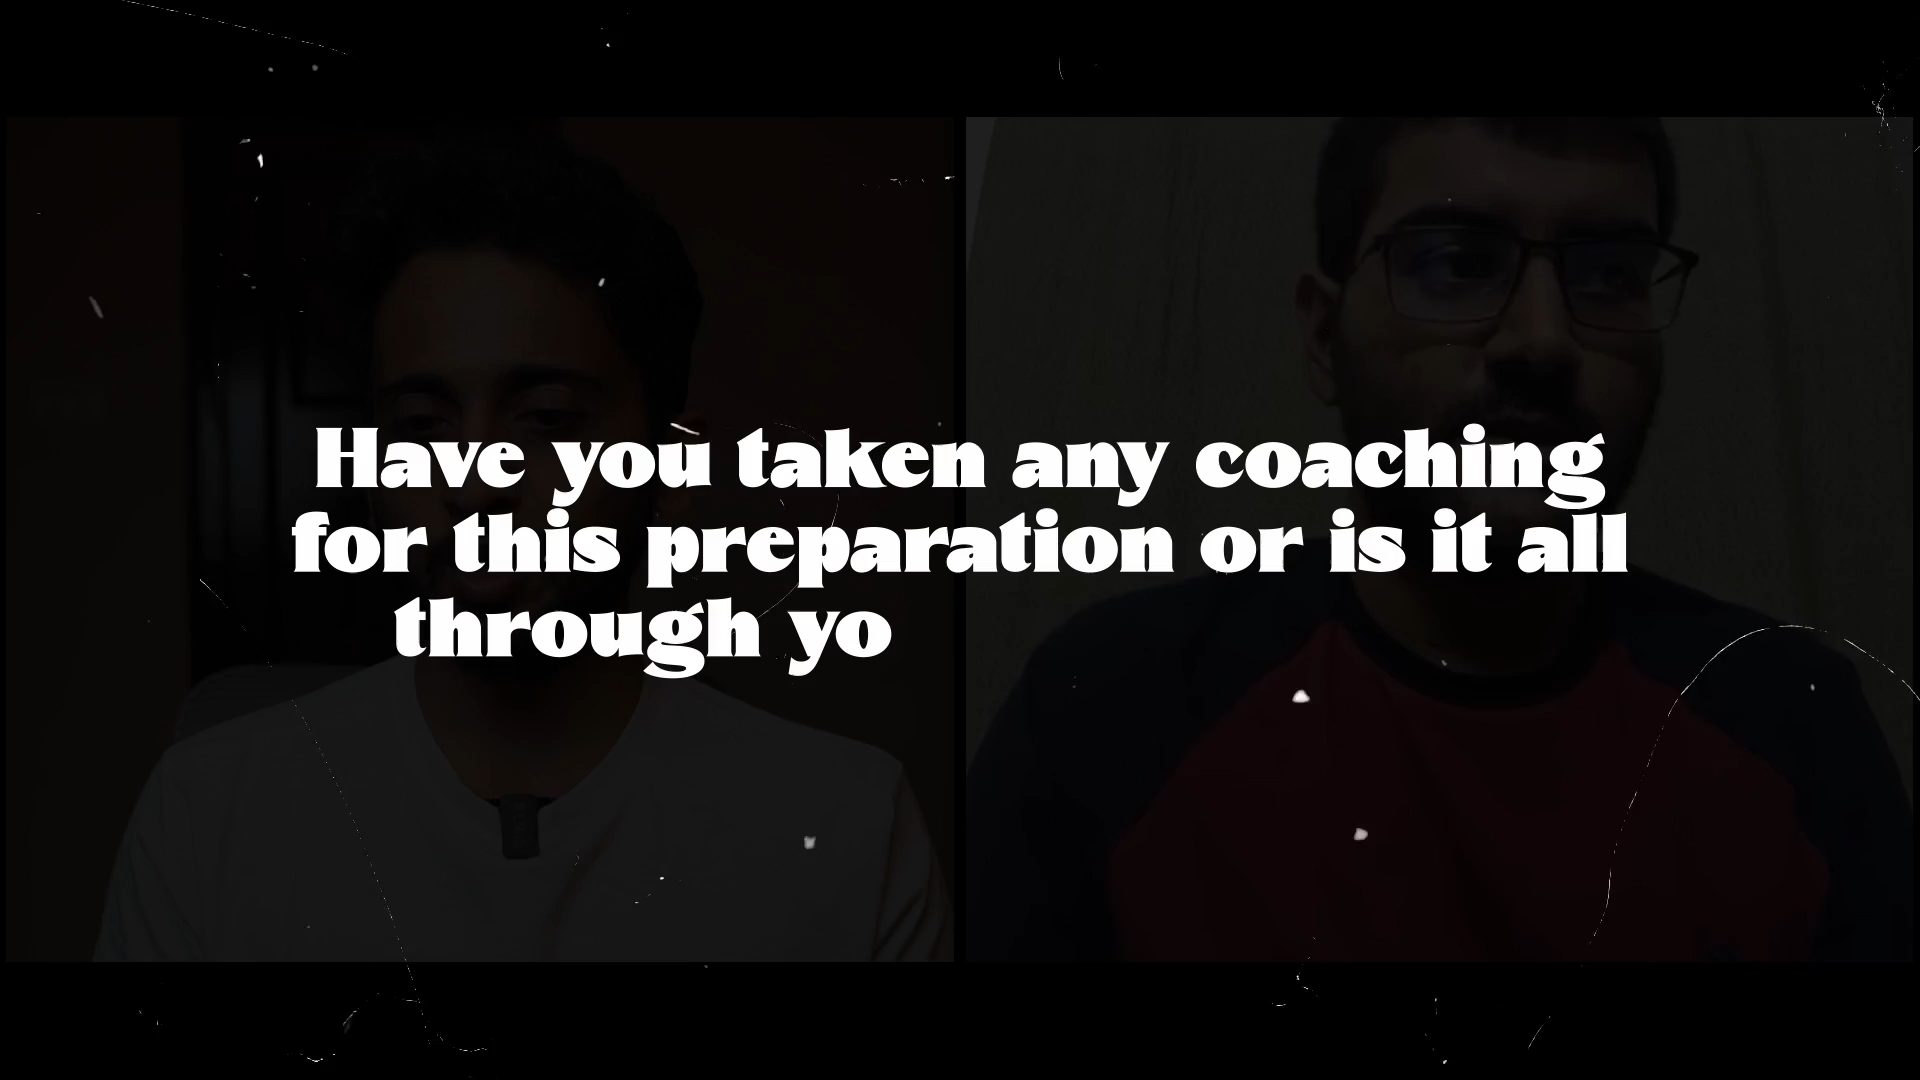 Have you taken any coaching
for this preparation or is it all
through yo